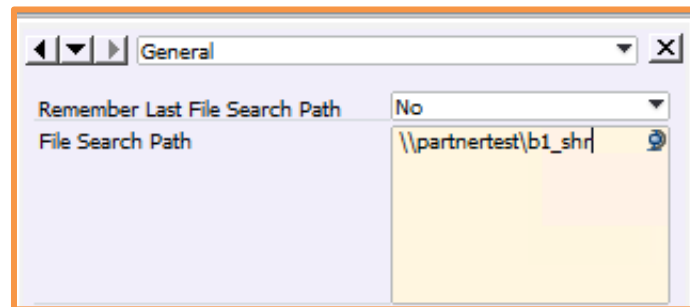 General
Remember Last File Search Path No
File Search Path \\partnertest\b1_shr